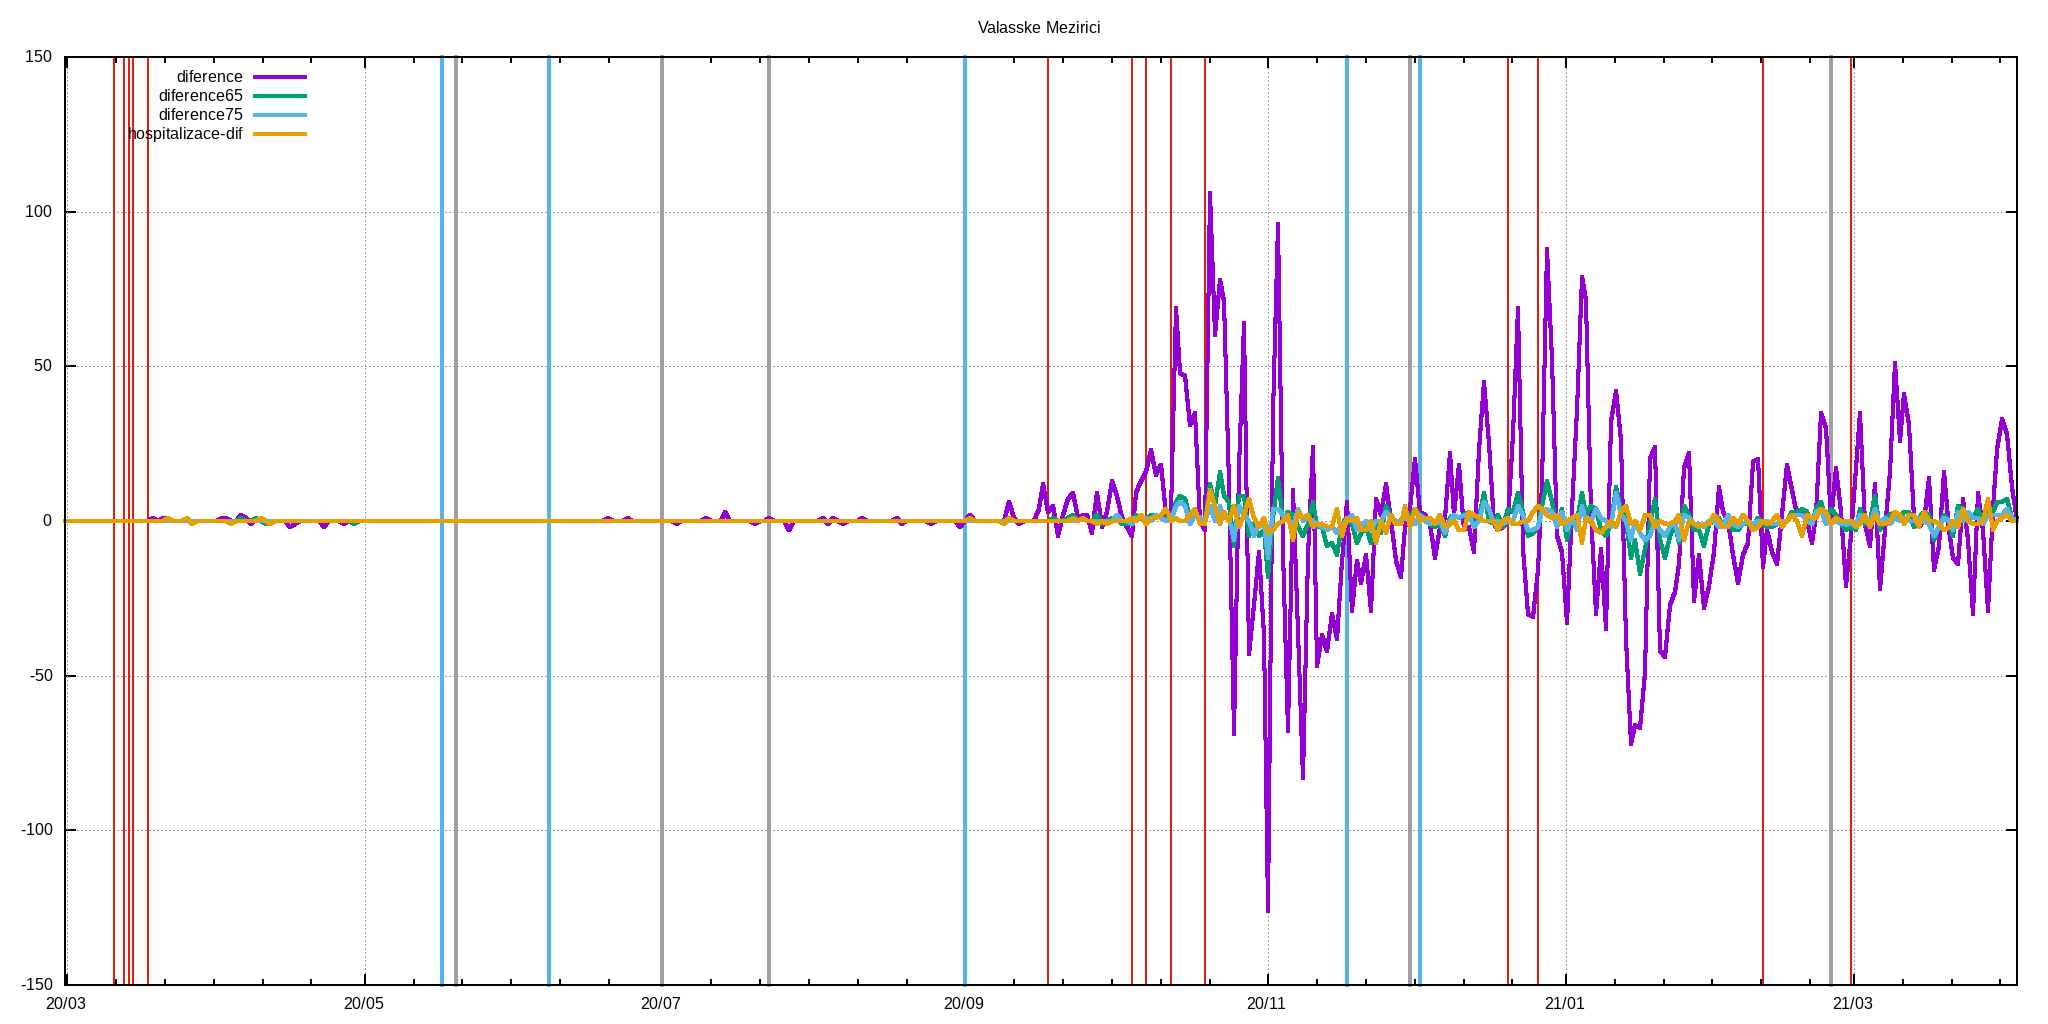 Valasske Mezirici
150
diference
diference65
diference75
hospitalizace-dif
100
50
0
-50
-100
-150
20/03 20/05 20/07 20/09 20/11 21/01 21/03